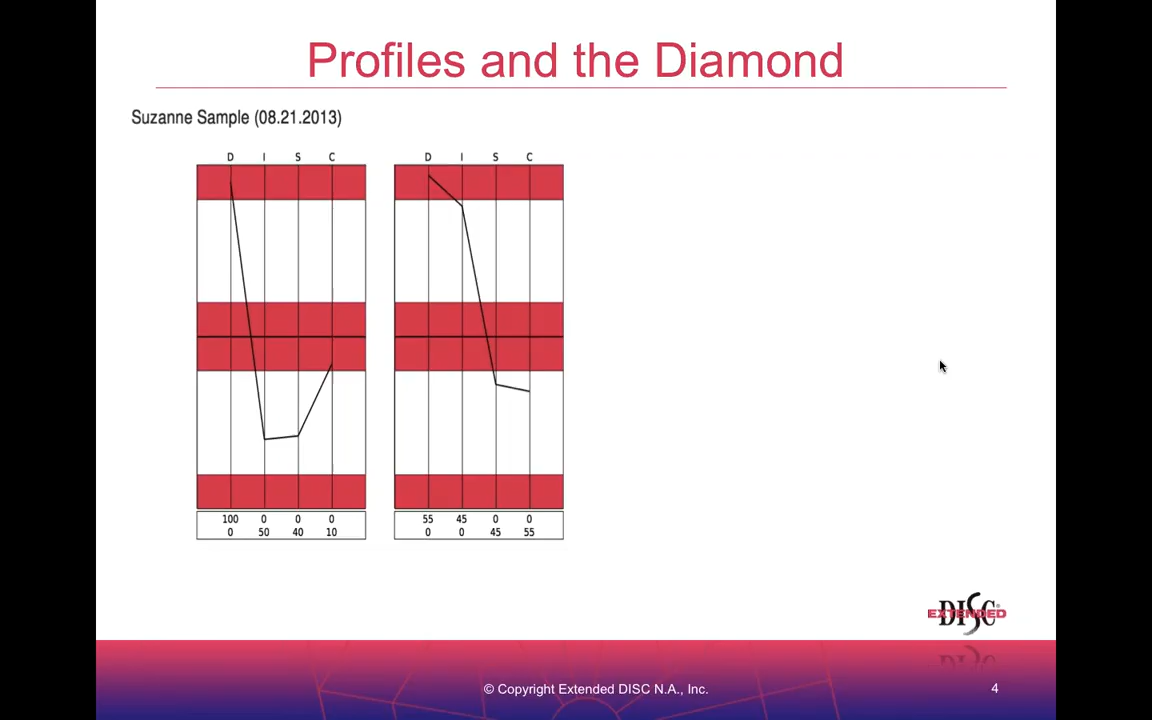 Profiles and the Diamond
Suzanne Sample (08.21.2013)
D I S C
100 0 0 0
0 50 40 10
D I S C
55 45 0 0
0 0 45 55
EXTENDED DISC®
© Copyright Extended DISC N.A., Inc.
4